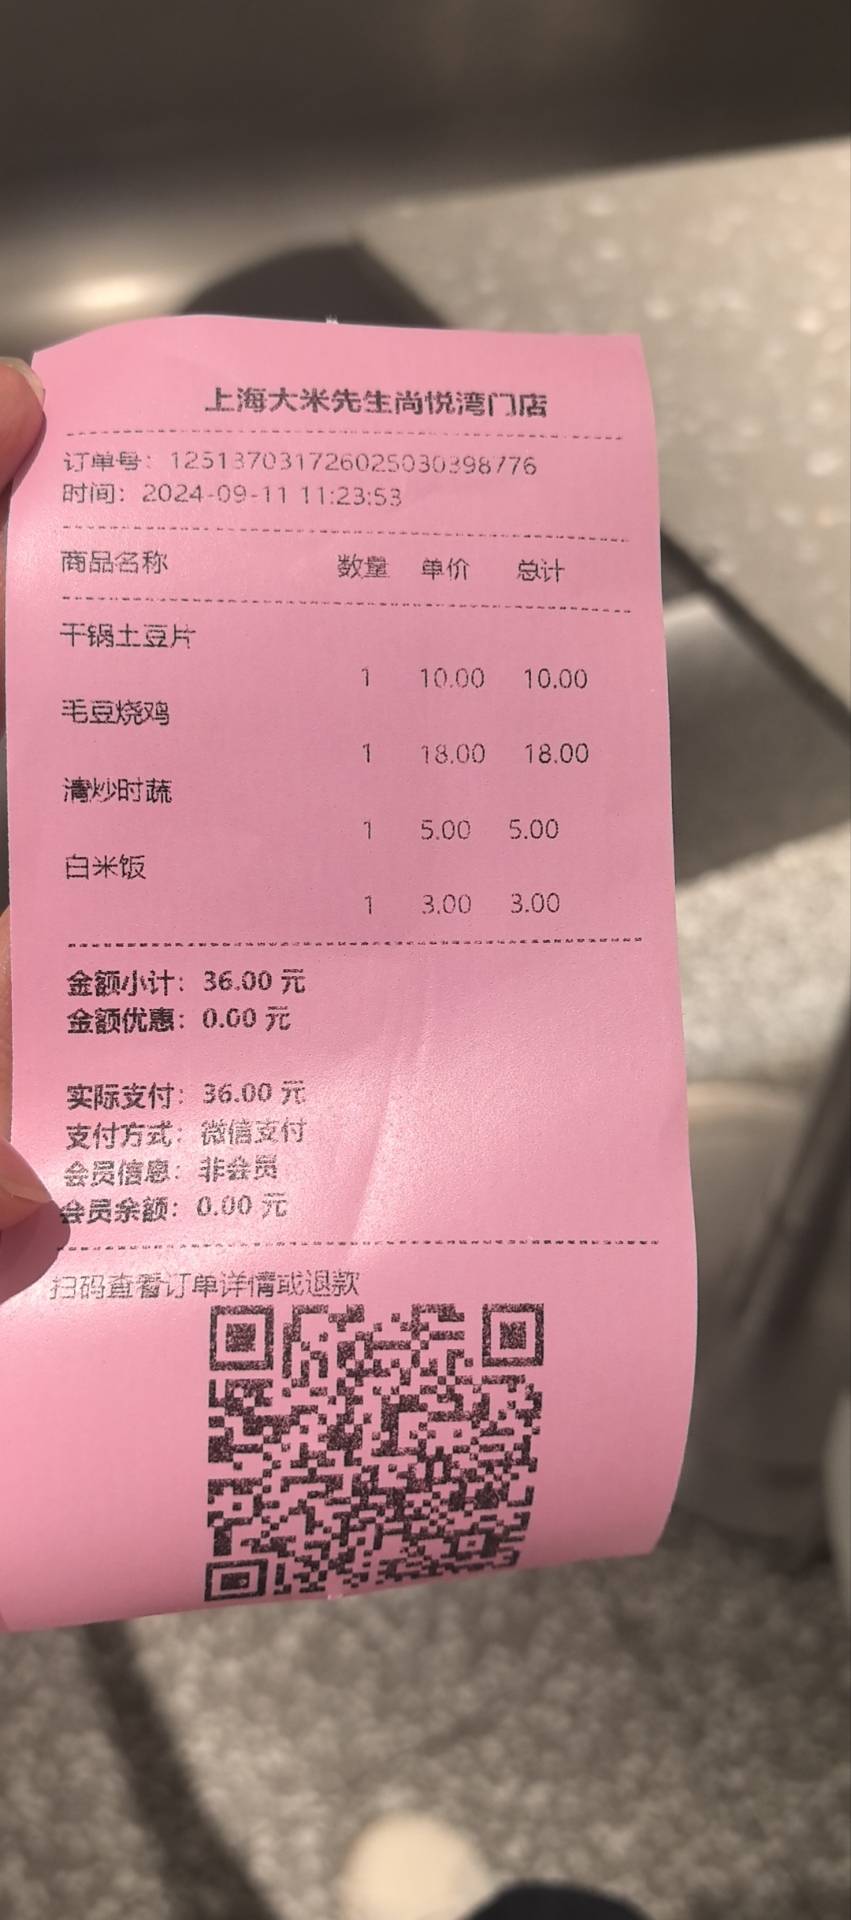 上海大米先生尚悦湾门店
订单号：125137031726025030398776
时间：2024-09-11 11:23:53
商品名称 数量 单价 总计
干锅土豆片
1 10.00 10.00
毛豆烧鸡
1 18.00 18.00
清炒时蔬
1 5.00 5.00
白米饭
1 3.00 3.00
金额小计：36.00 元
金额优惠：0.00 元
实际支付：36.00 元
支付方式：微信支付
会员信息：非会员
会员余额：0.00 元
扫码查看订单详情或退款